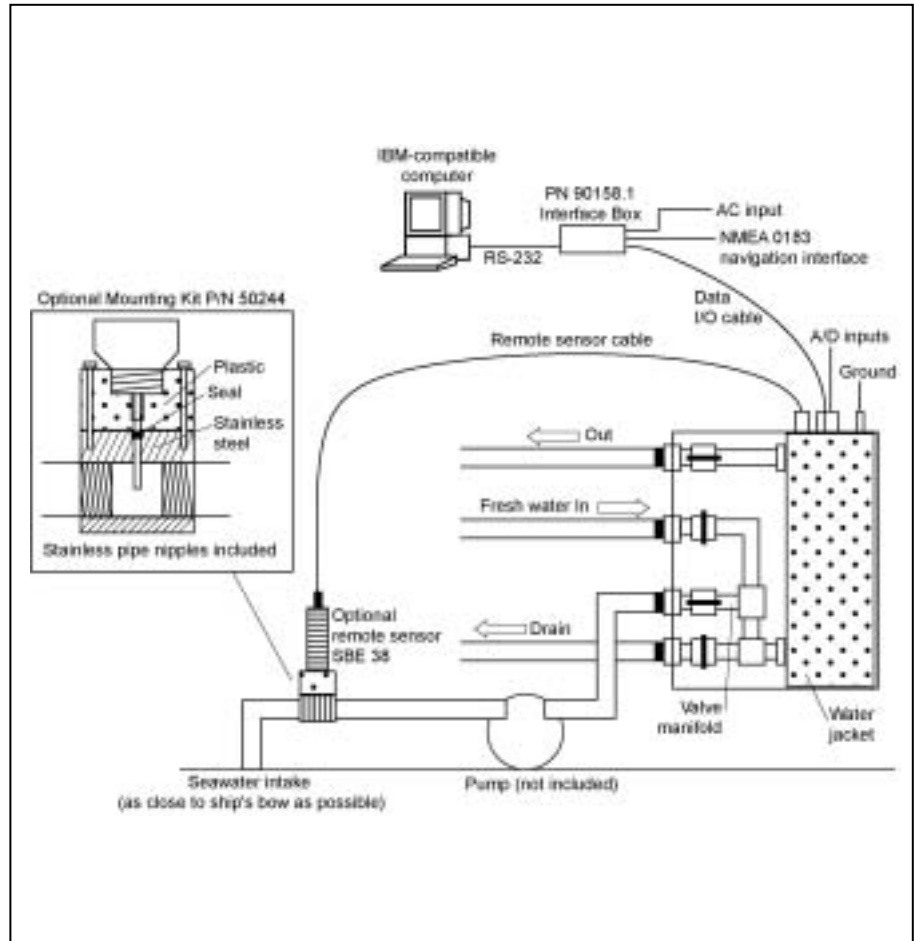 IBM-compatible
computer
PN 90158.1
Interface Box
AC input
NMEA 0183
navigation interface
RS-232
Data
I/O cable
A/D inputs
Ground
Remote sensor cable
Optional Mounting Kit P/N 50244
Plastic
Seal
Stainless
steel
Stainless pipe nipples included
Out
Fresh water In
Drain
Optional
remote sensor
SBE 38
Valve
manifold
Water
jacket
Seawater intake
(as close to ship's bow as possible)
Pump (not included)